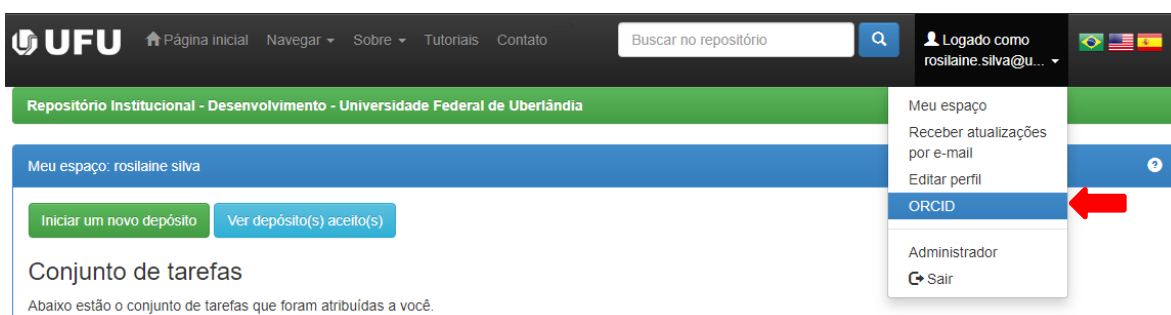 UFU Página inicial Navegar Sobre Tutoriais Contato Buscar no repositório Logado como
rosilaine.silva@u...
Repositório Institucional - Desenvolvimento - Universidade Federal de Uberlândia
Meu espaço: rosilaine silva
Iniciar um novo depósito Ver depósito(s) aceito(s)
Conjunto de tarefas
Abaixo estão o conjunto de tarefas que foram atribuídas a você.
Meu espaço
Receber atualizações
por e-mail
Editar perfil
ORCID
Administrador
Sair